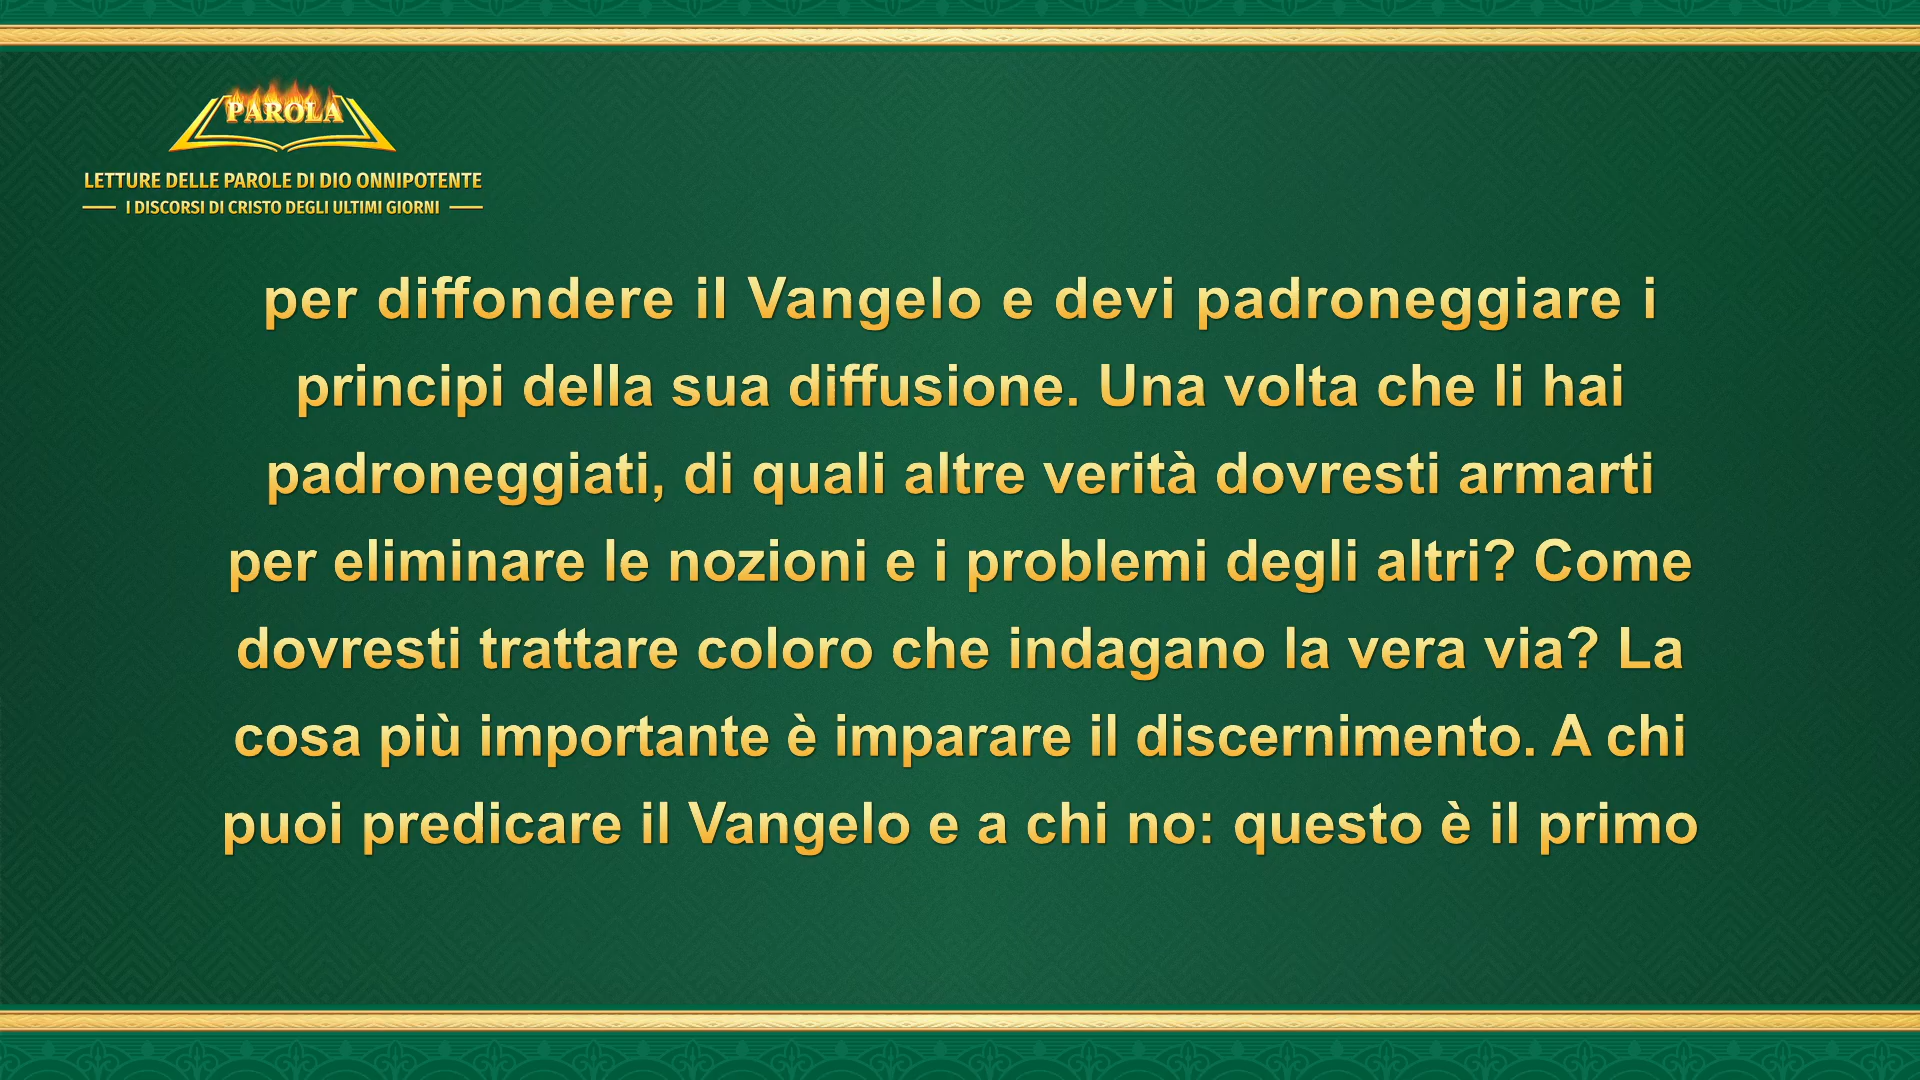 PAROLA
LETTURE DELLE PAROLE DI DIO ONNIPOTENTE
I DISCORSI DI CRISTO DEGLI ULTIMI GIORNI
per diffondere il Vangelo e devi padroneggiare i
principi della sua diffusione. Una volta che li hai
padroneggiati, di quali altre verità dovresti armarti
per eliminare le nozioni e i problemi degli altri? Come
dovresti trattare coloro che indagano la vera via? La
cosa più importante è imparare il discernimento. A chi
puoi predicare il Vangelo e a chi no: questo è il primo